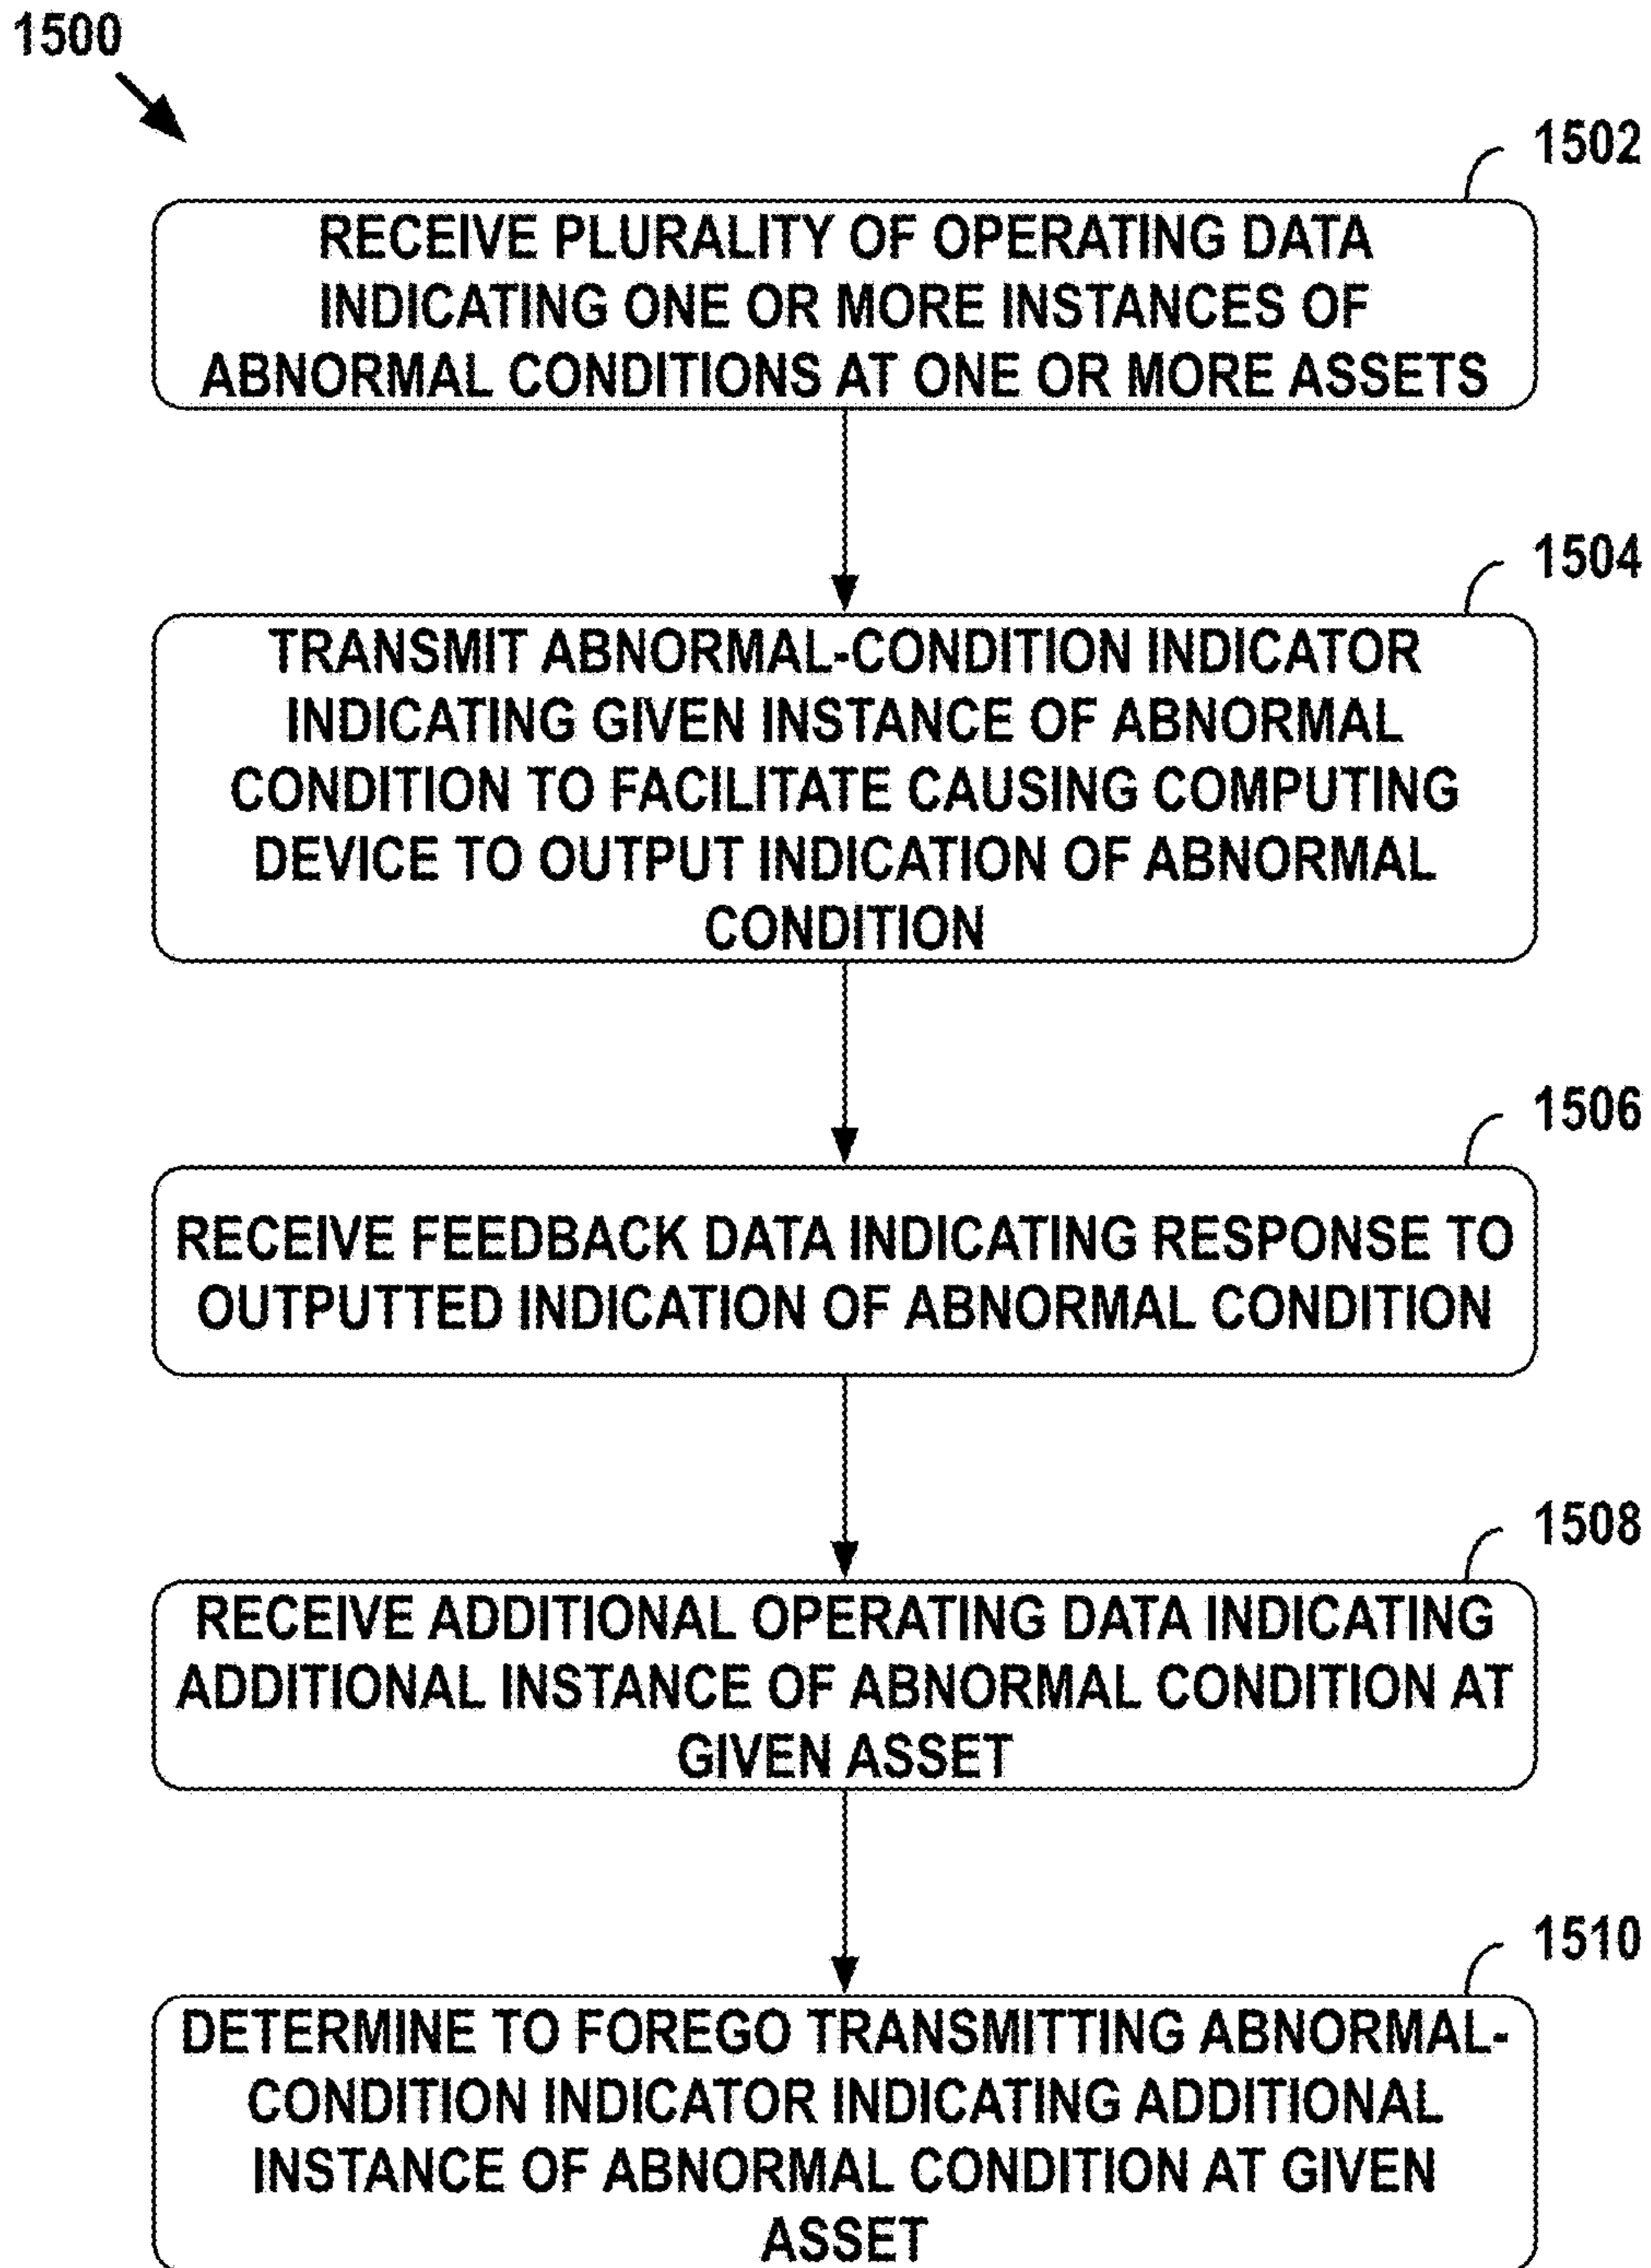 1500
1502
RECEIVE PLURALITY OF OPERATING DATA
INDICATING ONE OR MORE INSTANCES OF
ABNORMAL CONDITIONS AT ONE OR MORE ASSETS
1504
TRANSMIT ABNORMAL-CONDITION INDICATOR
INDICATING GIVEN INSTANCE OF ABNORMAL
CONDITION TO FACILITATE CAUSING COMPUTING
DEVICE TO OUTPUT INDICATION OF ABNORMAL
CONDITION
1506
RECEIVE FEEDBACK DATA INDICATING RESPONSE TO
OUTPUTTED INDICATION OF ABNORMAL CONDITION
1508
RECEIVE ADDITIONAL OPERATING DATA INDICATING
ADDITIONAL INSTANCE OF ABNORMAL CONDITION AT
GIVEN ASSET
1510
DETERMINE TO FOREGO TRANSMITTING ABNORMAL-
CONDITION INDICATOR INDICATING ADDITIONAL
INSTANCE OF ABNORMAL CONDITION AT GIVEN
ASSET